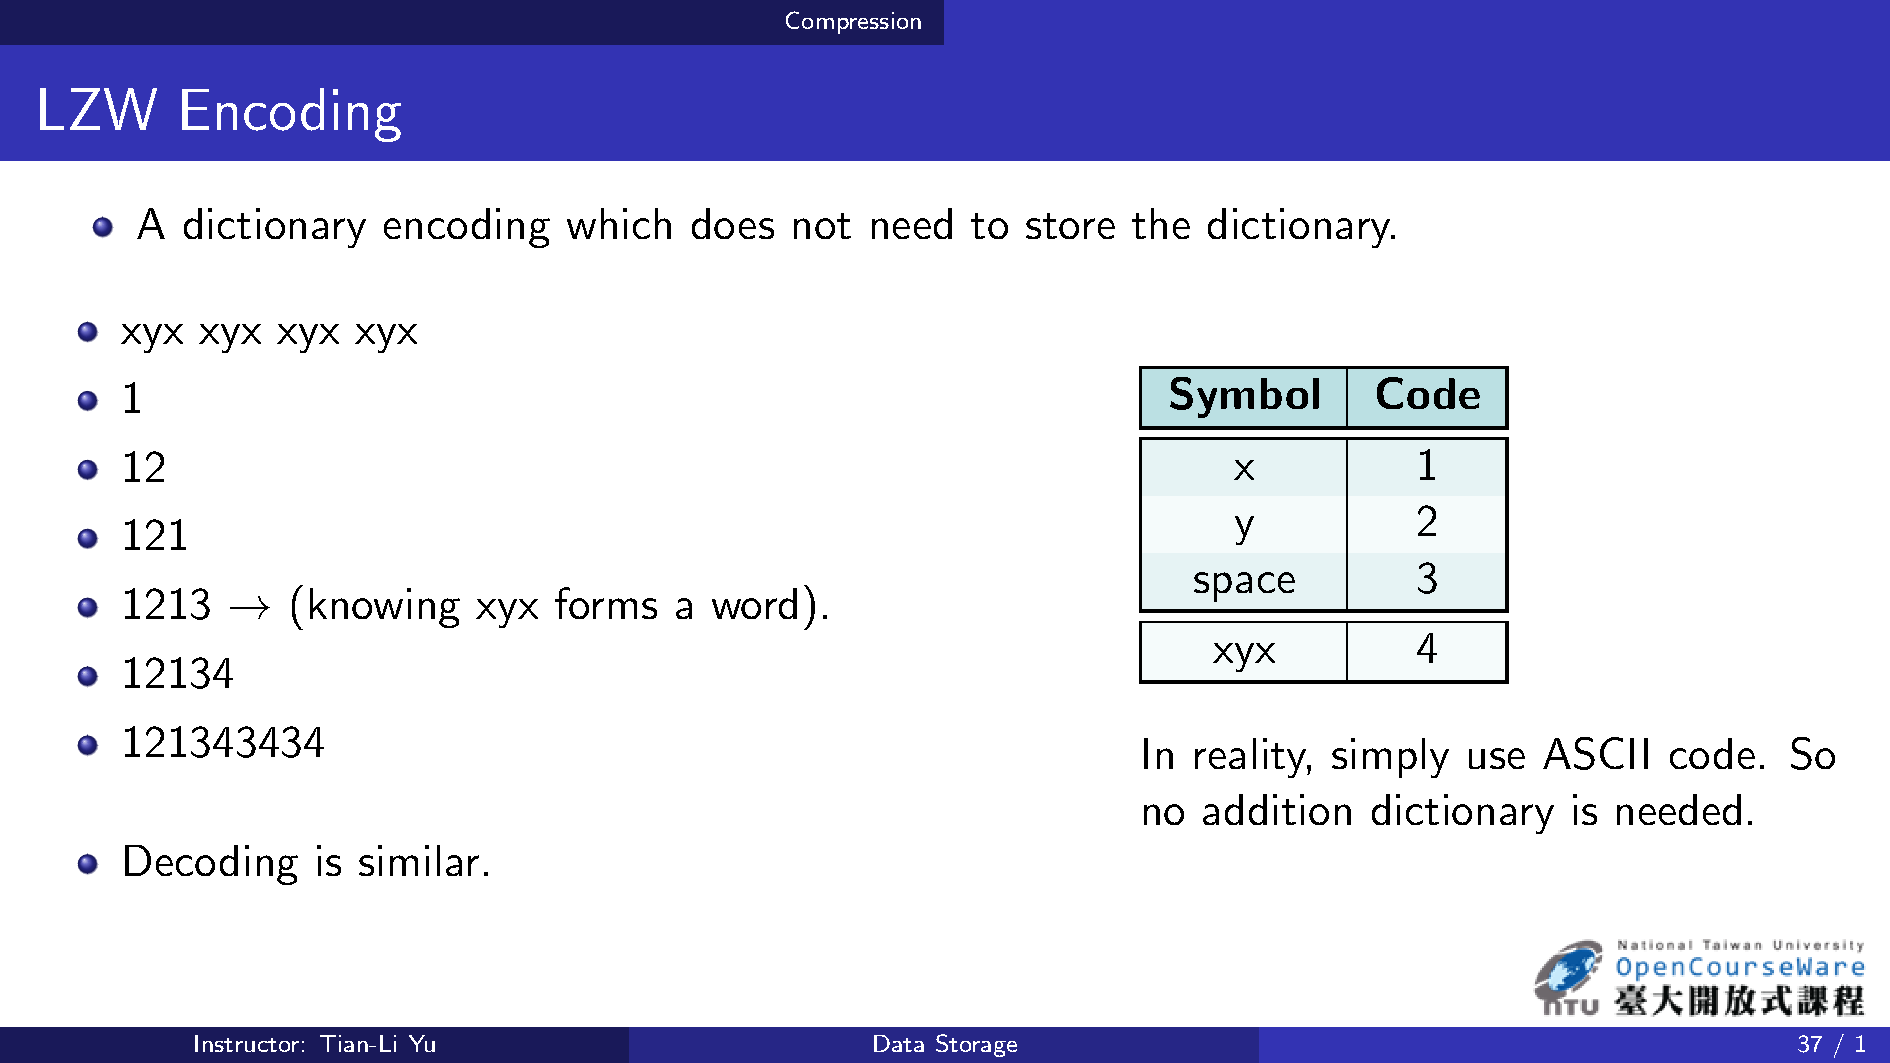 Compression
LZW Encoding
A dictionary encoding which does not need to store the dictionary.
xyx xyx xyx xyx
1
12
121
1213 → (knowing xyx forms a word).
12134
121343434
Decoding is similar.
Symbol Code
x 1
y 2
space 3
xyx 4
In reality, simply use ASCII code. So
no addition dictionary is needed.
National Taiwan University
OpenCourseWare
NTU 臺大開放式課程
Instructor: Tian-Li Yu Data Storage 37 / 1